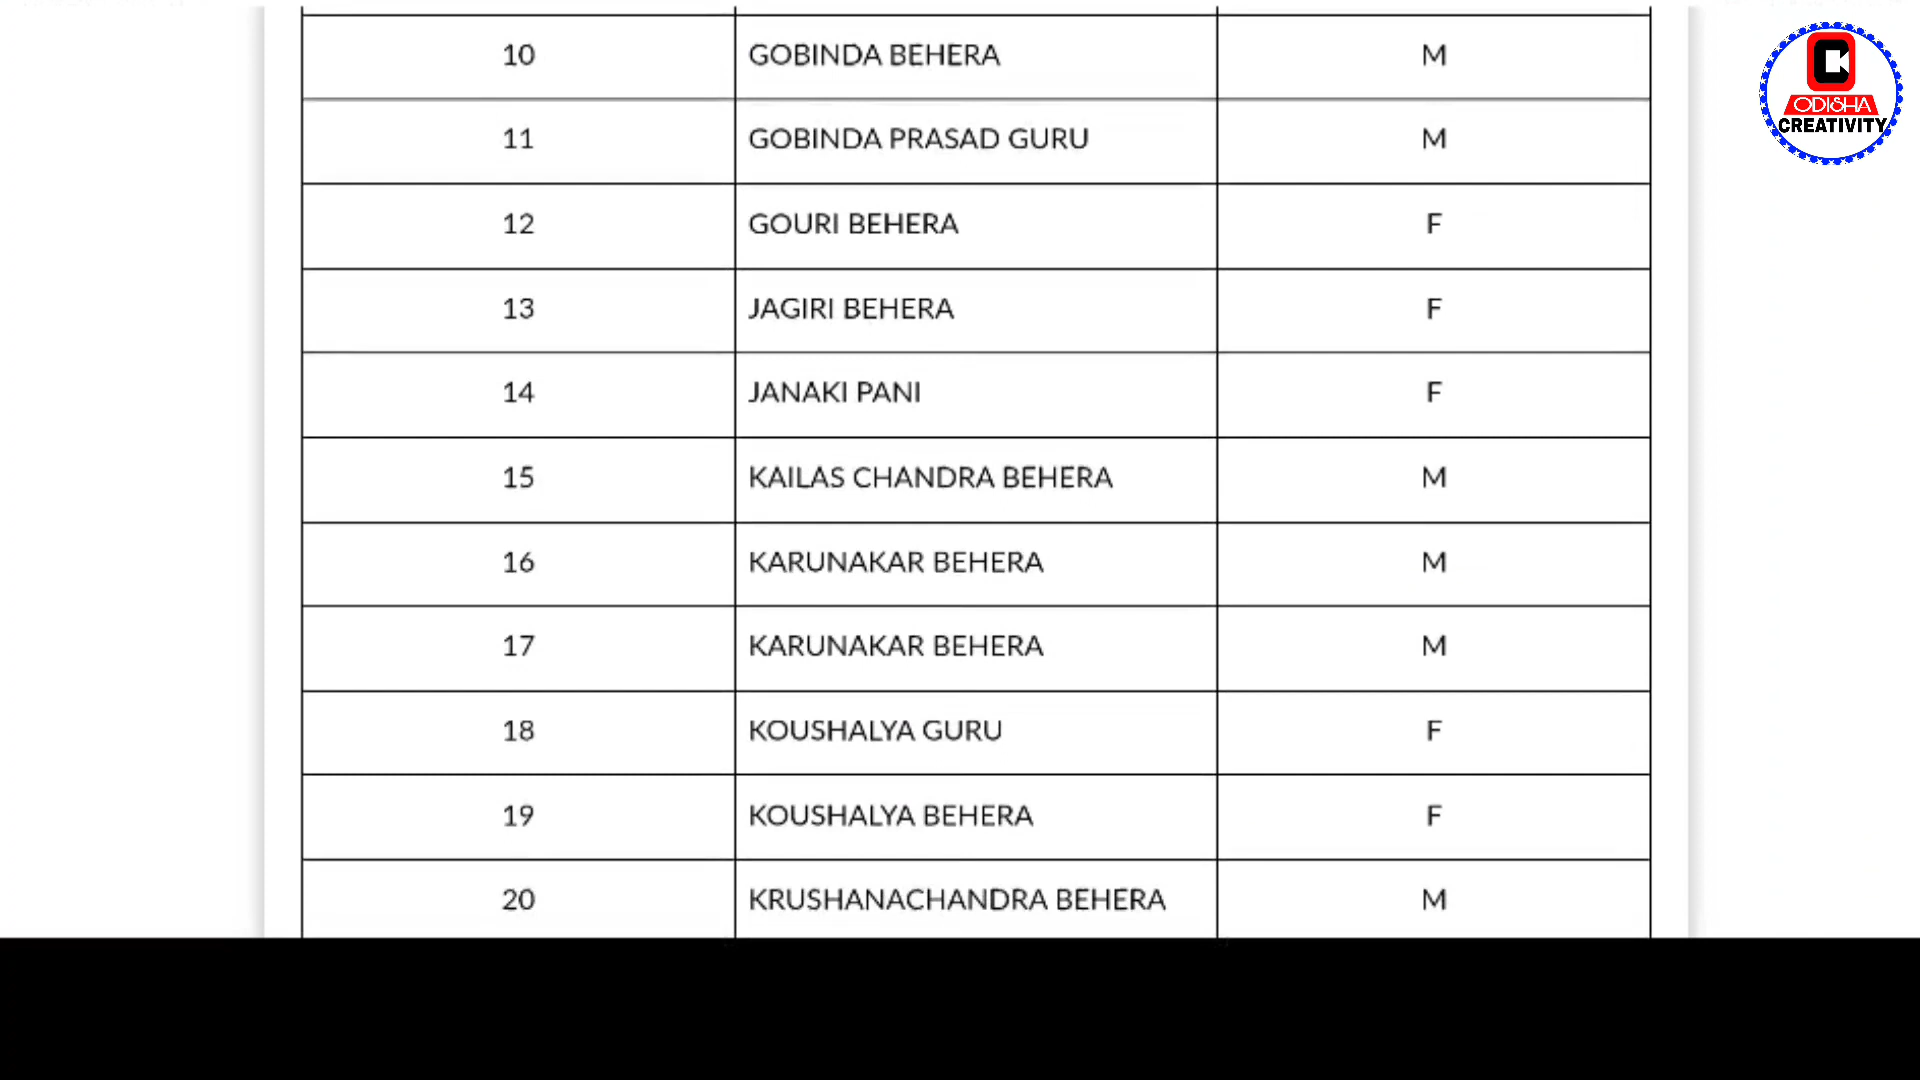 10 GOBINDA BEHERA M
11 GOBINDA PRASAD GURU M
12 GOURI BEHERA F
13 JAGIRI BEHERA F
14 JANAKI PANI F
15 KAILAS CHANDRA BEHERA M
16 KARUNAKAR BEHERA M
17 KARUNAKAR BEHERA M
18 KOUSHALYA GURU F
19 KOUSHALYA BEHERA F
20 KRUSHANACHANDRA BEHERA M
ODISHA
CREATIVITY